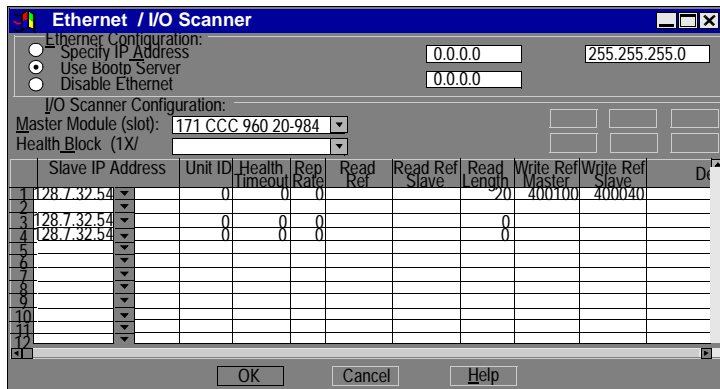 Ethernet / I/O Scanner
Etherner Configuration:
Specify IP Address
0.0.0.0
255.255.255.0
Use Bootp Server
Disable Ethernet
0.0.0.0
I/O Scanner Configuration:
Master Module (slot): 171 CCC 960 20-984
Health Block (1X/
Slave IP Address Unit ID Health Timeout Rep Rate Read Ref Read Ref Slave Read Length Write Ref Master Write Ref Slave De
1 128.7.32.54 0 0 0 20 400100 400040
2
3 128.7.32.54 0 0 0 0
4 128.7.32.54 0 0 0 0
5
6
7
8
9
10
11
12
OK Cancel Help